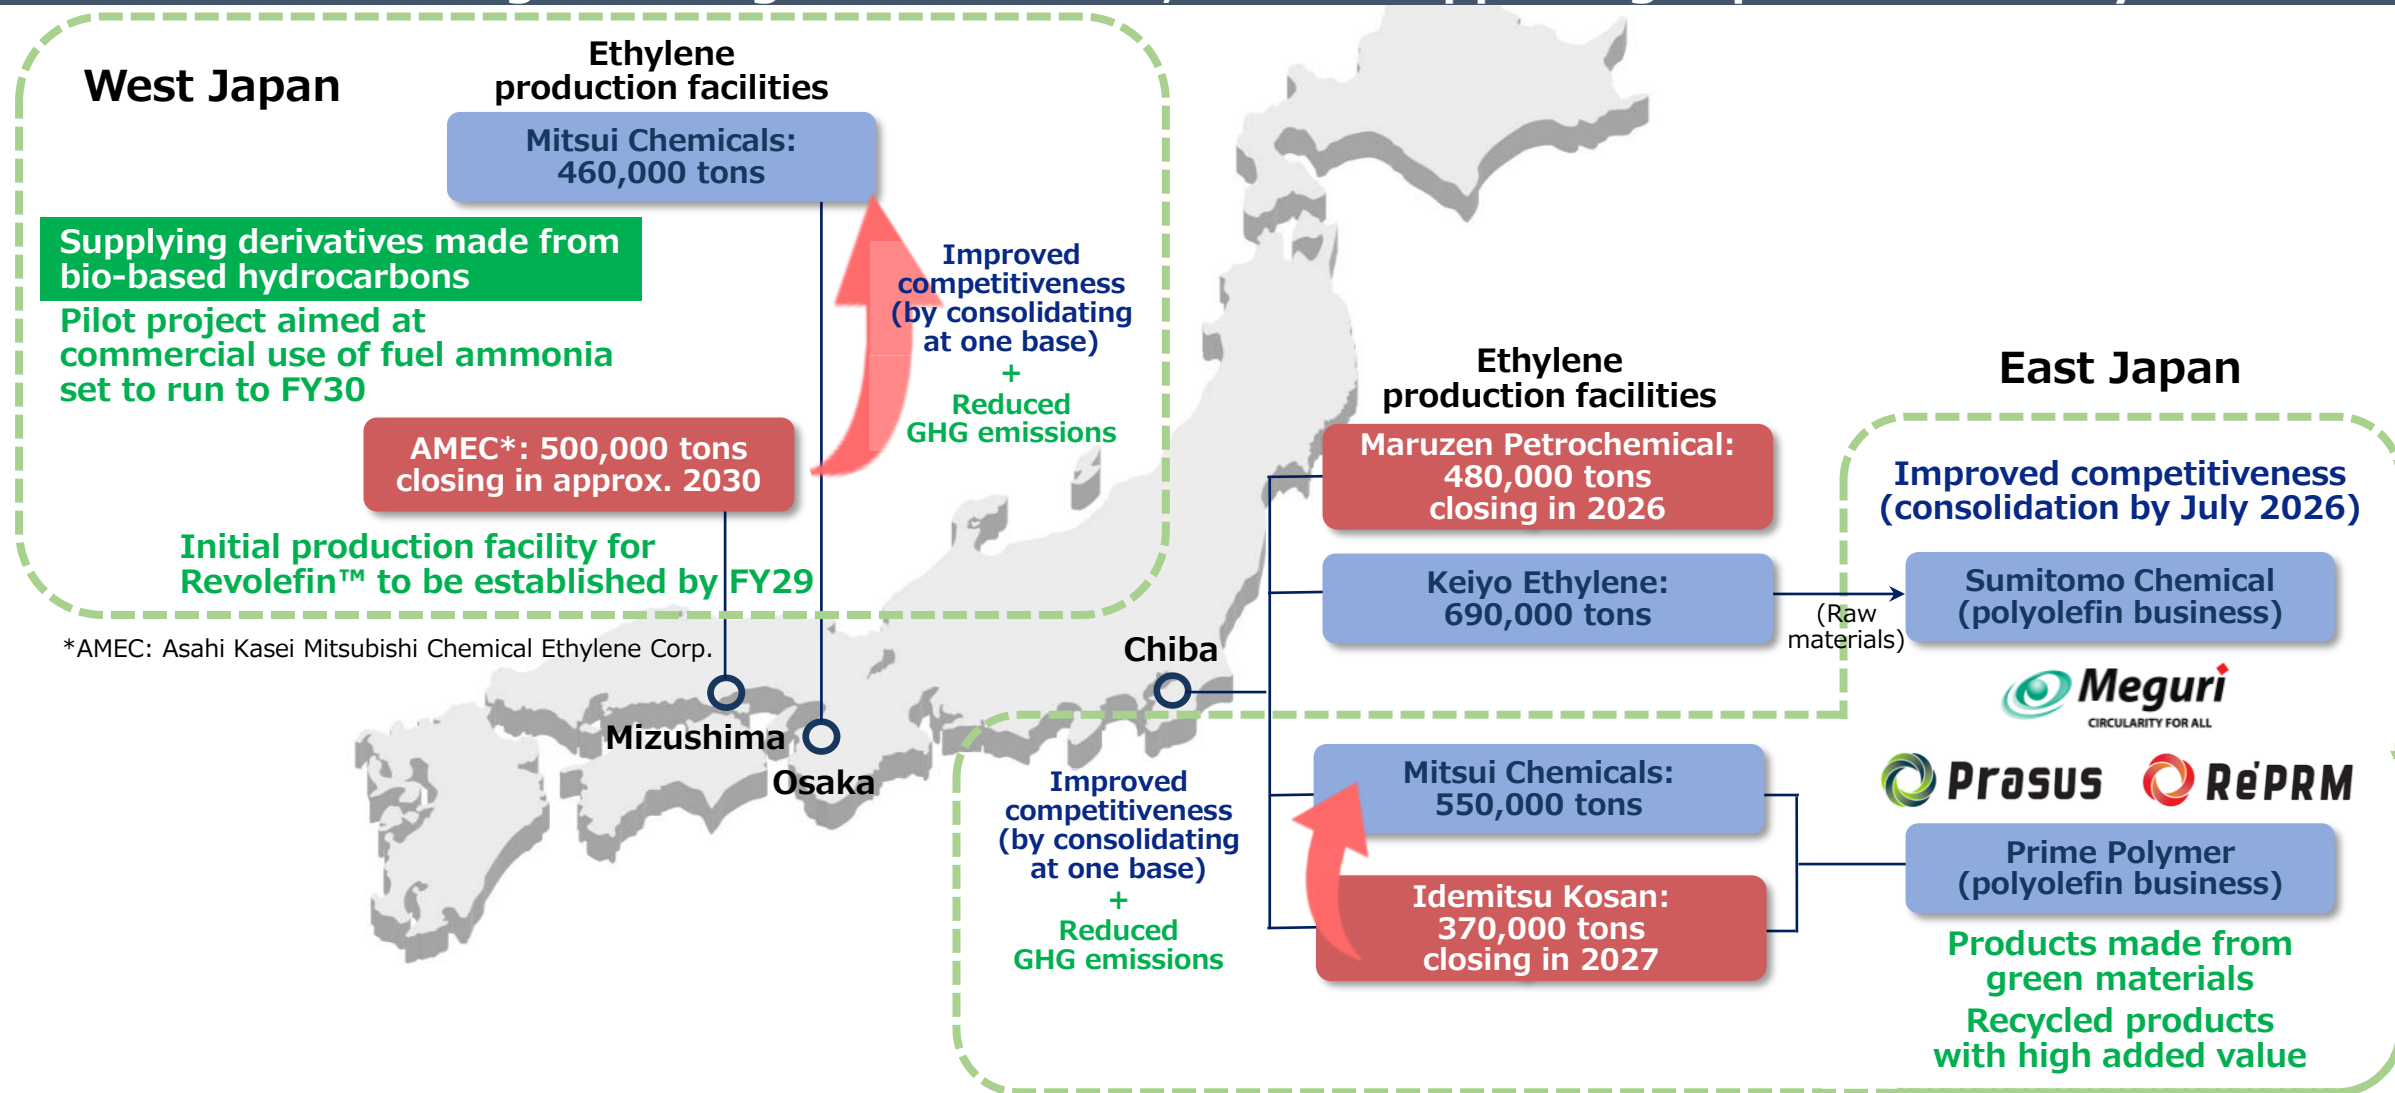 West Japan
Ethylene
production facilities
Mitsui Chemicals:
460,000 tons
Supplying derivatives made from
bio-based hydrocarbons
Pilot project aimed at
commercial use of fuel ammonia
set to run to FY30
Improved
competitiveness
(by consolidating
at one base)
+
Reduced
GHG emissions
AMEC*: 500,000 tons
closing in approx. 2030
Initial production facility for
Revolefin™ to be established by FY29
*AMEC: Asahi Kasei Mitsubishi Chemical Ethylene Corp.
Mizushima
Osaka
Chiba
Ethylene
production facilities
East Japan
Maruzen Petrochemical:
480,000 tons
closing in 2026
Improved competitiveness
(consolidation by July 2026)
Keiyo Ethylene:
690,000 tons
(Raw
materials)
Sumitomo Chemical
(polyolefin business)
Meguri
CIRCULARITY FOR ALL
Prasus
Ré'PRM
Improved
competitiveness
(by consolidating
at one base)
+
Reduced
GHG emissions
Mitsui Chemicals:
550,000 tons
Idemitsu Kosan:
370,000 tons
closing in 2027
Prime Polymer
(polyolefin business)
Products made from
green materials
Recycled products
with high added value